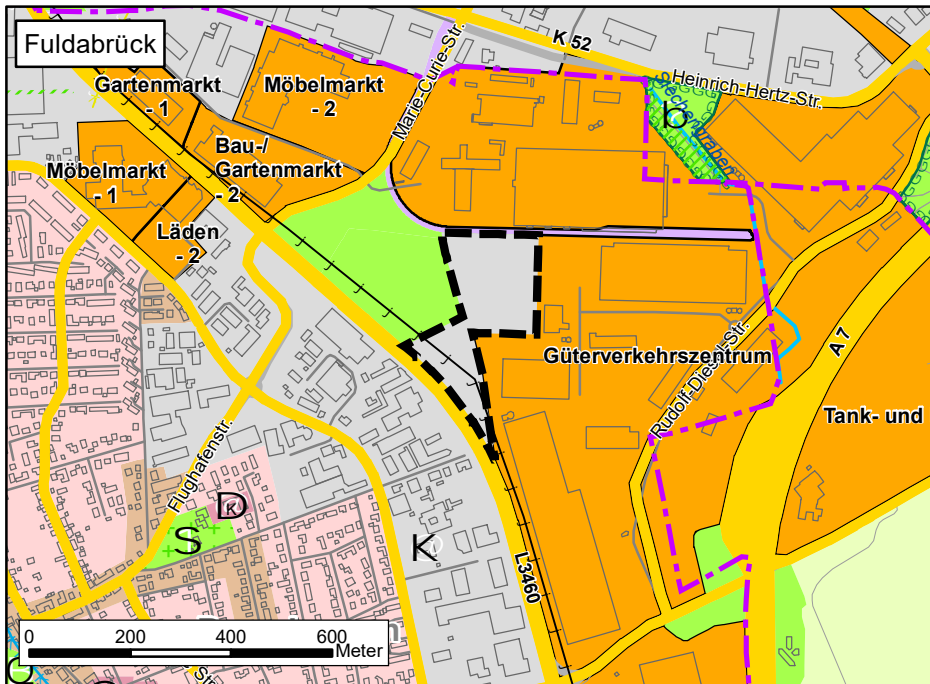 Fuldabrück
K 52
Marie-Curie-Str.
Heinrich-Hertz-Str.
Gartenmarkt
- 1
Möbelmarkt
- 2
b
Bau-/
Gartenmarkt
- 2
Möbelmarkt
- 1
Läden
- 2
Güterverkehrszentrum
Rudolf-Diesel-Str.
A 7
Tank- und
Flughafenstr.
D
K
S
K
L3460
0 200 400 600
Meter